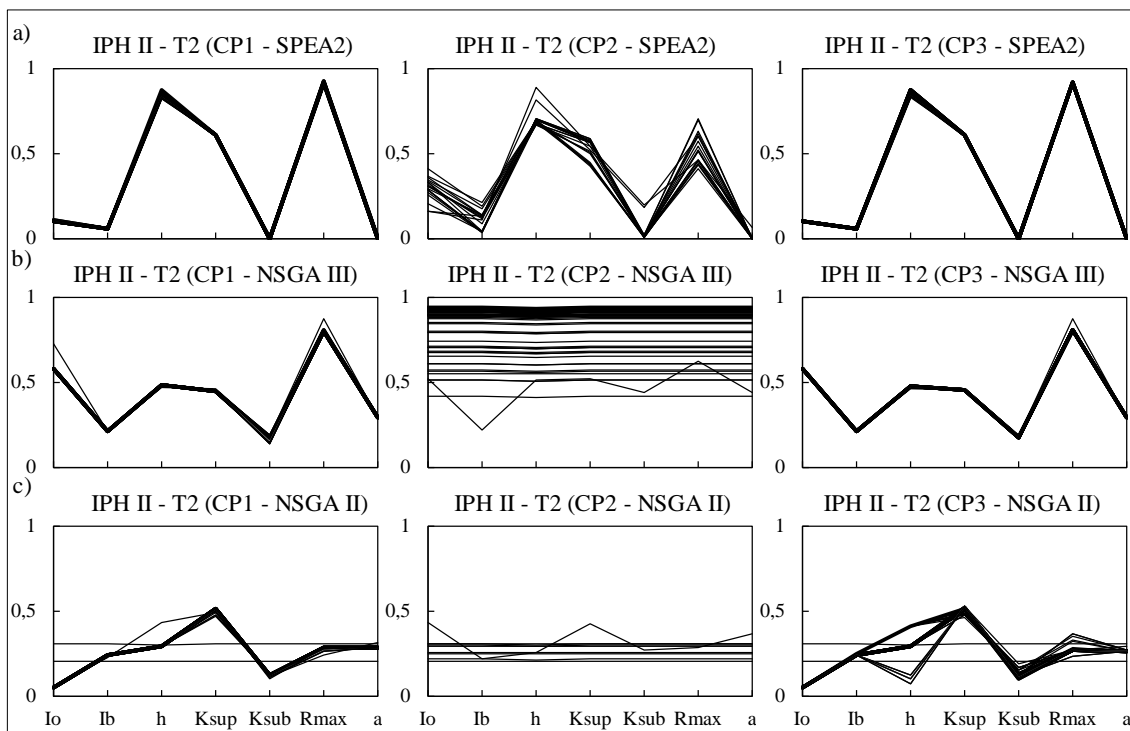 a)
IPH II - T2 (CP1 - SPEA2) IPH II - T2 (CP2 - SPEA2) IPH II - T2 (CP3 - SPEA2)
1 1 1
0,5 0,5 0,5
0 0 0
b)
IPH II - T2 (CP1 - NSGA III) IPH II - T2 (CP2 - NSGA III) IPH II - T2 (CP3 - NSGA III)
1 1 1
0,5 0,5 0,5
0 0 0
c)
IPH II - T2 (CP1 - NSGA II) IPH II - T2 (CP2 - NSGA II) IPH II - T2 (CP3 - NSGA II)
1 1 1
0,5 0,5 0,5
0 0 0
Io Ib h Ksup Ksub Rmax a Io Ib h Ksup Ksub Rmax a Io Ib h Ksup Ksub Rmax a